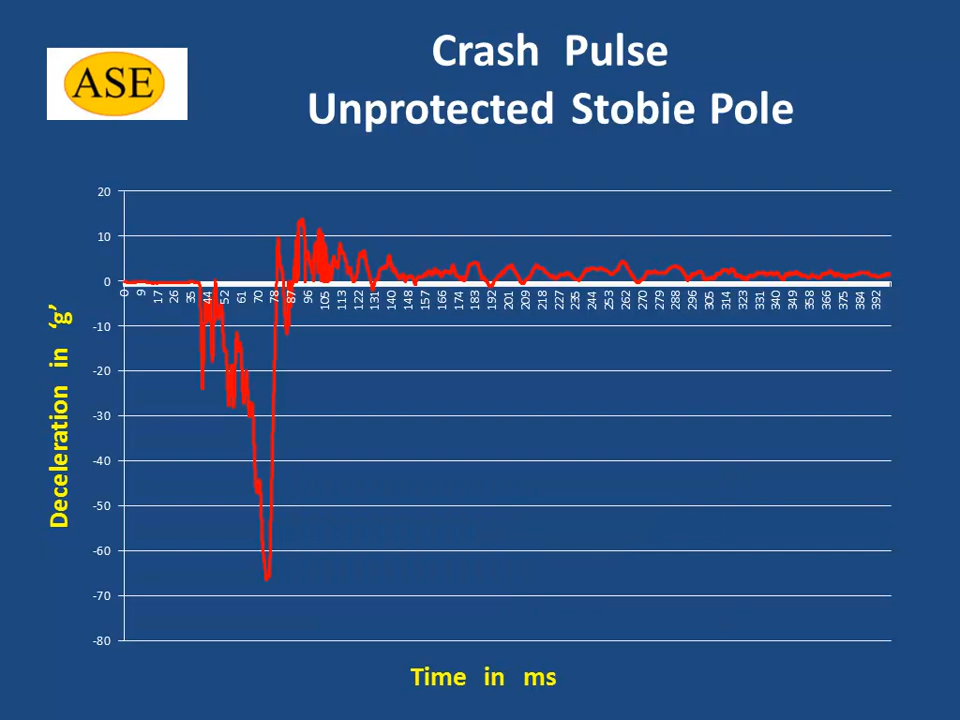 ASE
Crash Pulse
Unprotected Stobie Pole
20
10
0
-10
-20
-30
-40
-50
-60
-70
-80
0 9 17 26 35 44 52 61 70 78 87 96 105 113 122 131 140 148 157 166 174 183 192 201 209 218 227 235 244 253 262 270 279 288 296 305 314 323 331 340 349 358 366 375 384 392
Deceleration in ‘g’
Time in ms